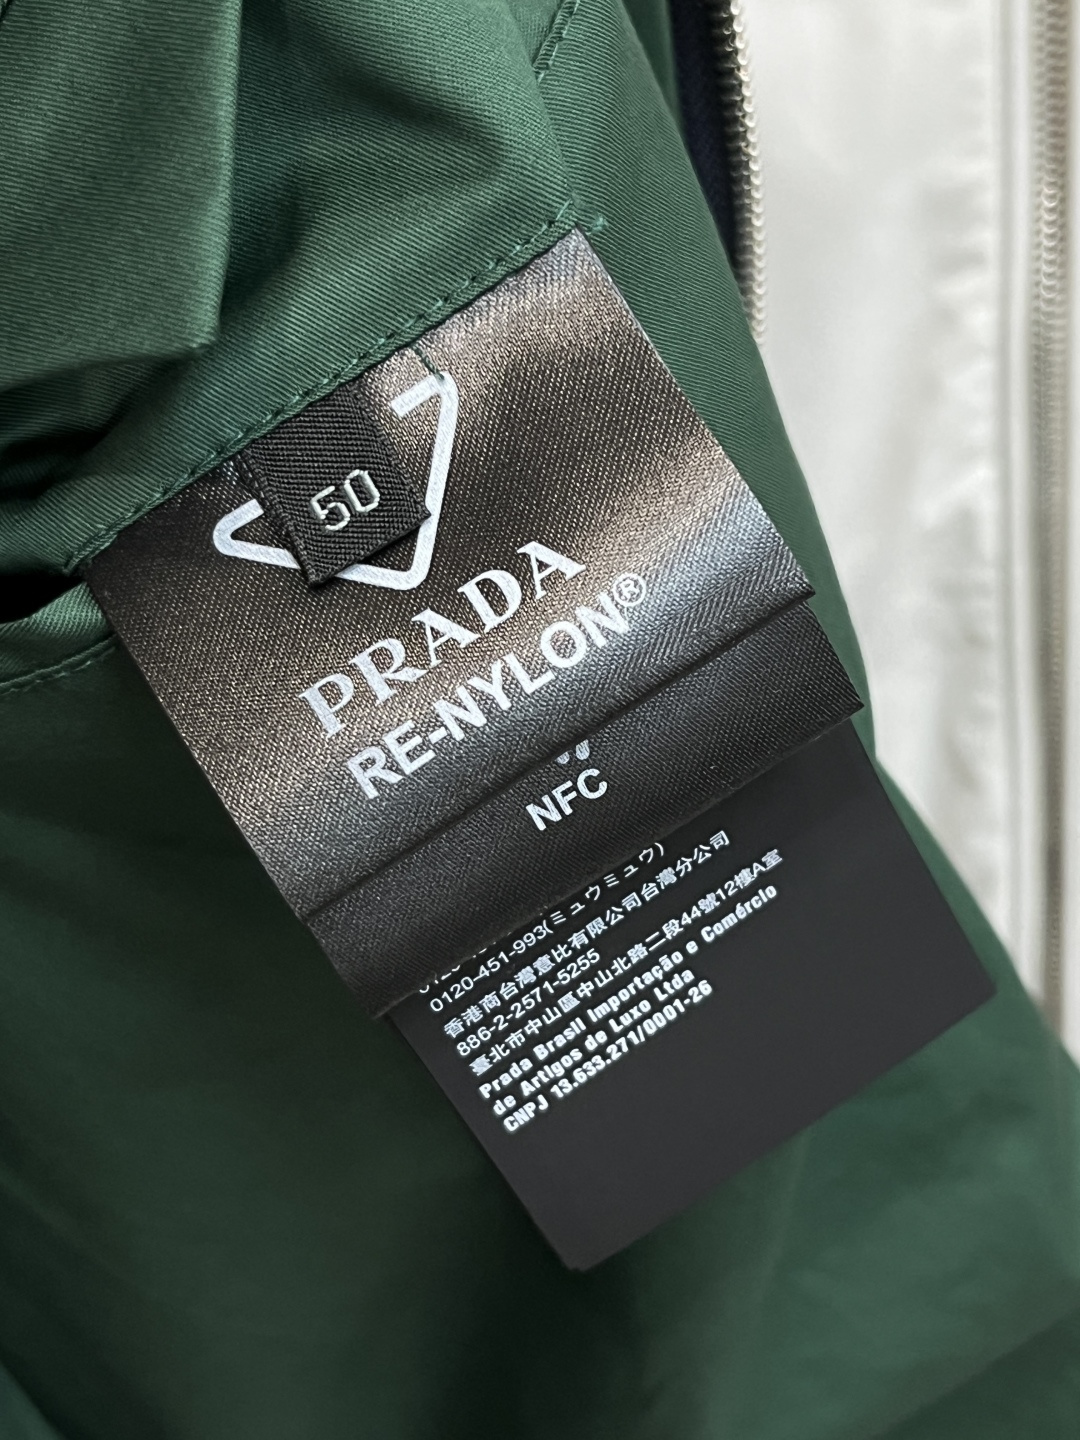 50
PRADA
RE-NYLON®
NFC
0120-451-993(ミュウミュウ)
香港商台灣意比有限公司台灣分公司
886-2-2571-5255
臺北市中山區中山北路二段44號12樓A室
Prada Brasil Importação e Comércio
de Artigos de Luxo Ltda
CNPJ 13.633.271/0001-26